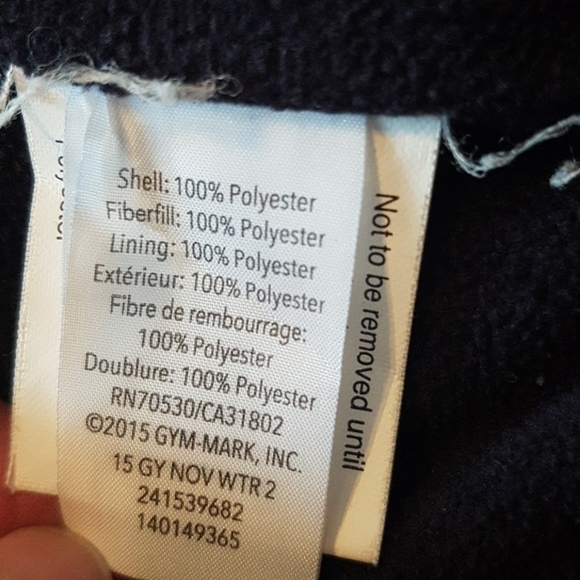 Shell: 100% Polyester
Fiberfill: 100% Polyester
Lining: 100% Polyester
Extérieur: 100% Polyester
Fibre de rembourrage:
100% Polyester
Doublure: 100% Polyester
RN70530/CA31802
©2015 GYM-MARK, INC.
15 GY NOV WTR 2
241539682
140149365
Not to be removed until